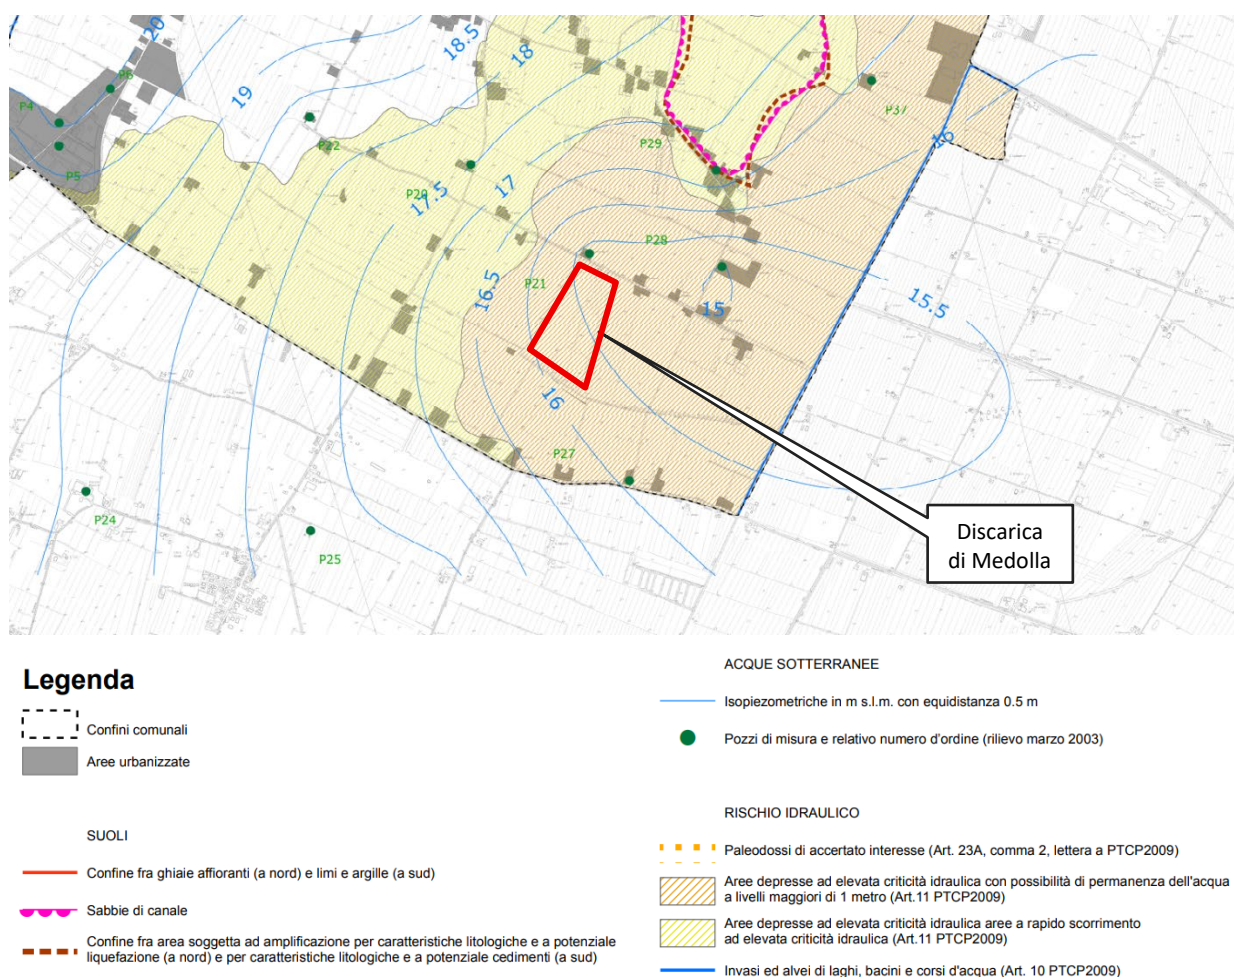 20
18.5
18
P6
19
P4
P37
P22
16
P29
P5
17
P20
17.5
P28
16.5
P21
15
15.5
16
P27
P24
P25
Discarica
di Medolla
Legenda
Confini comunali
Aree urbanizzate
SUOLI
Confine fra ghiaie affioranti (a nord) e limi e argille (a sud)
Sabbie di canale
Confine fra area soggetta ad amplificazione per caratteristiche litologiche e a potenziale
liquefazione (a nord) e per caratteristiche litologiche e a potenziale cedimenti (a sud)
ACQUE SOTTERRANEE
Isopiezometriche in m s.l.m. con equidistanza 0.5 m
Pozzi di misura e relativo numero d'ordine (rilievo marzo 2003)
RISCHIO IDRAULICO
Paleodossi di accertato interesse (Art. 23A, comma 2, lettera a PTCP2009)
Aree depresse ad elevata criticità idraulica con possibilità di permanenza dell'acqua
a livelli maggiori di 1 metro (Art.11 PTCP2009)
Aree depresse ad elevata criticità idraulica aree a rapido scorrimento
ad elevata criticità idraulica (Art.11 PTCP2009)
Invasi ed alvei di laghi, bacini e corsi d'acqua (Art. 10 PTCP2009)